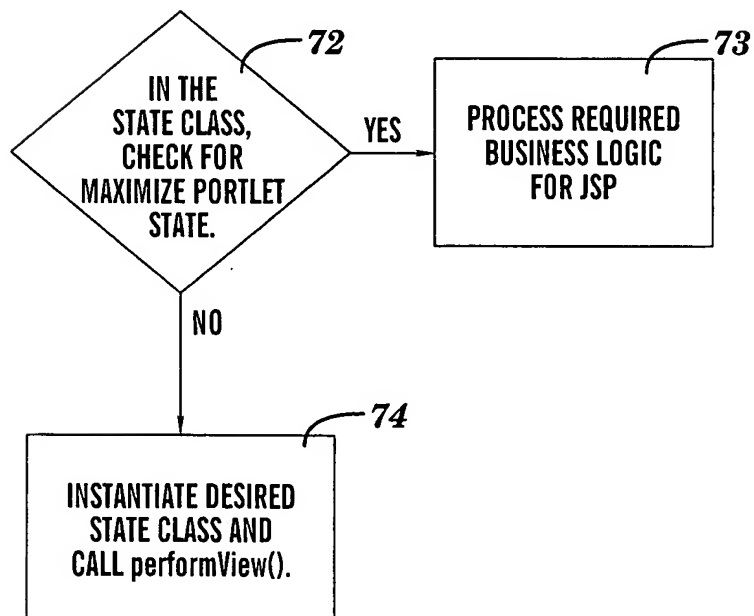 72
IN THE
STATE CLASS,
CHECK FOR
MAXIMIZE PORTLET
STATE.
YES
73
PROCESS REQUIRED
BUSINESS LOGIC
FOR JSP
NO
74
INSTANTIATE DESIRED
STATE CLASS AND
CALL performView().